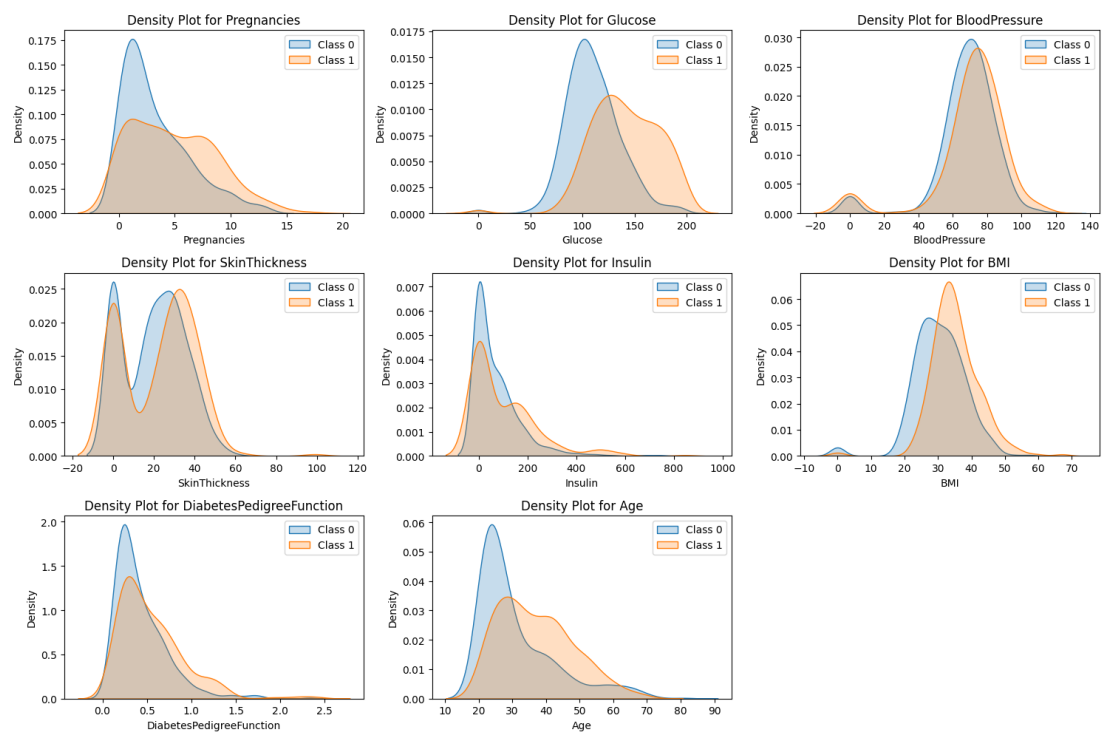 Density Plot for Pregnancies
Density
0.175
0.150
0.125
0.100
0.075
0.050
0.025
0.000
0 5 10 15 20
Pregnancies
Class 0
Class 1
Density Plot for Glucose
Density
0.0175
0.0150
0.0125
0.0100
0.0075
0.0050
0.0025
0.0000
0 50 100 150 200
Glucose
Class 0
Class 1
Density Plot for BloodPressure
Density
0.030
0.025
0.020
0.015
0.010
0.005
0.000
−20 0 20 40 60 80 100 120 140
BloodPressure
Class 0
Class 1
Density Plot for SkinThickness
Density
0.025
0.020
0.015
0.010
0.005
0.000
−20 0 20 40 60 80 100 120
SkinThickness
Class 0
Class 1
Density Plot for Insulin
Density
0.007
0.006
0.005
0.004
0.003
0.002
0.001
0.000
0 200 400 600 800 1000
Insulin
Class 0
Class 1
Density Plot for BMI
Density
0.06
0.05
0.04
0.03
0.02
0.01
0.00
−10 0 10 20 30 40 50 60 70
BMI
Class 0
Class 1
Density Plot for DiabetesPedigreeFunction
Density
2.0
1.5
1.0
0.5
0.0
0.0 0.5 1.0 1.5 2.0 2.5
DiabetesPedigreeFunction
Class 0
Class 1
Density Plot for Age
Density
0.06
0.05
0.04
0.03
0.02
0.01
0.00
10 20 30 40 50 60 70 80 90
Age
Class 0
Class 1